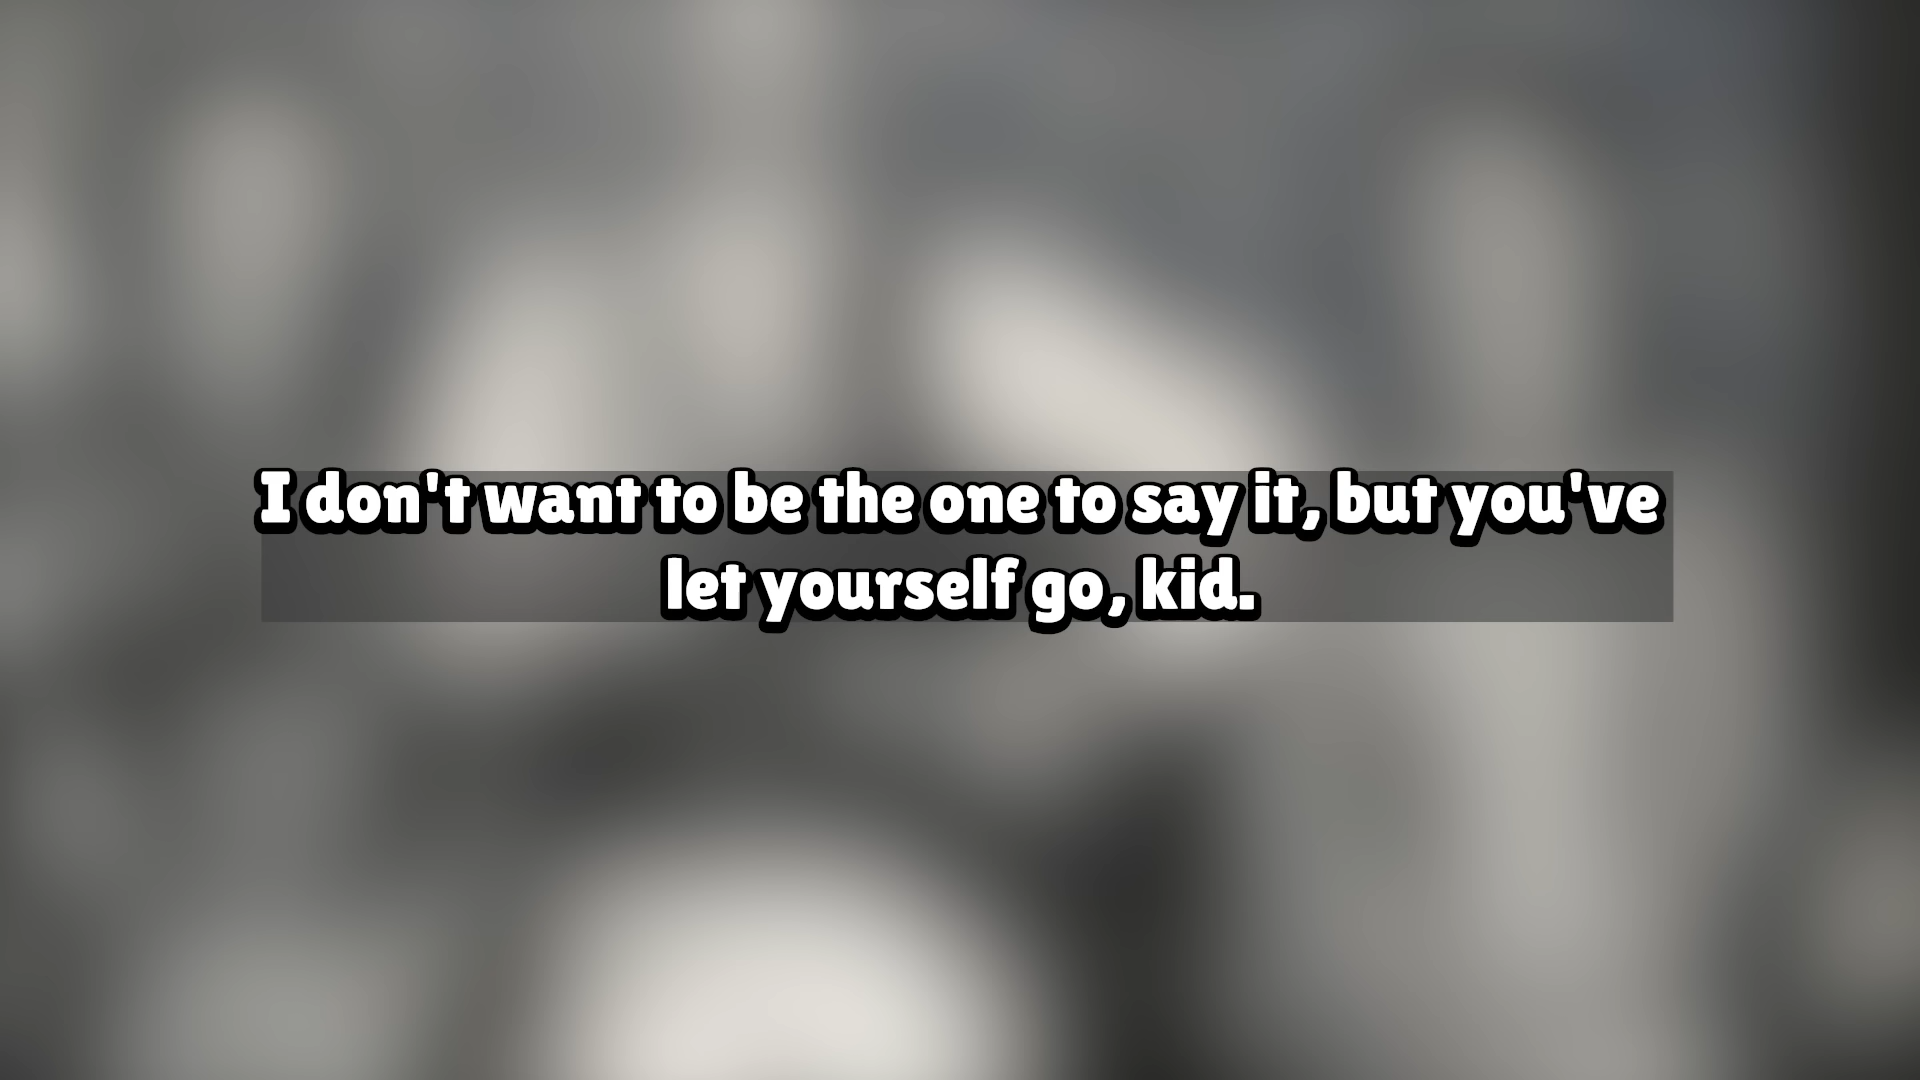 I don't want to be the one to say it, but you've
let yourself go, kid.